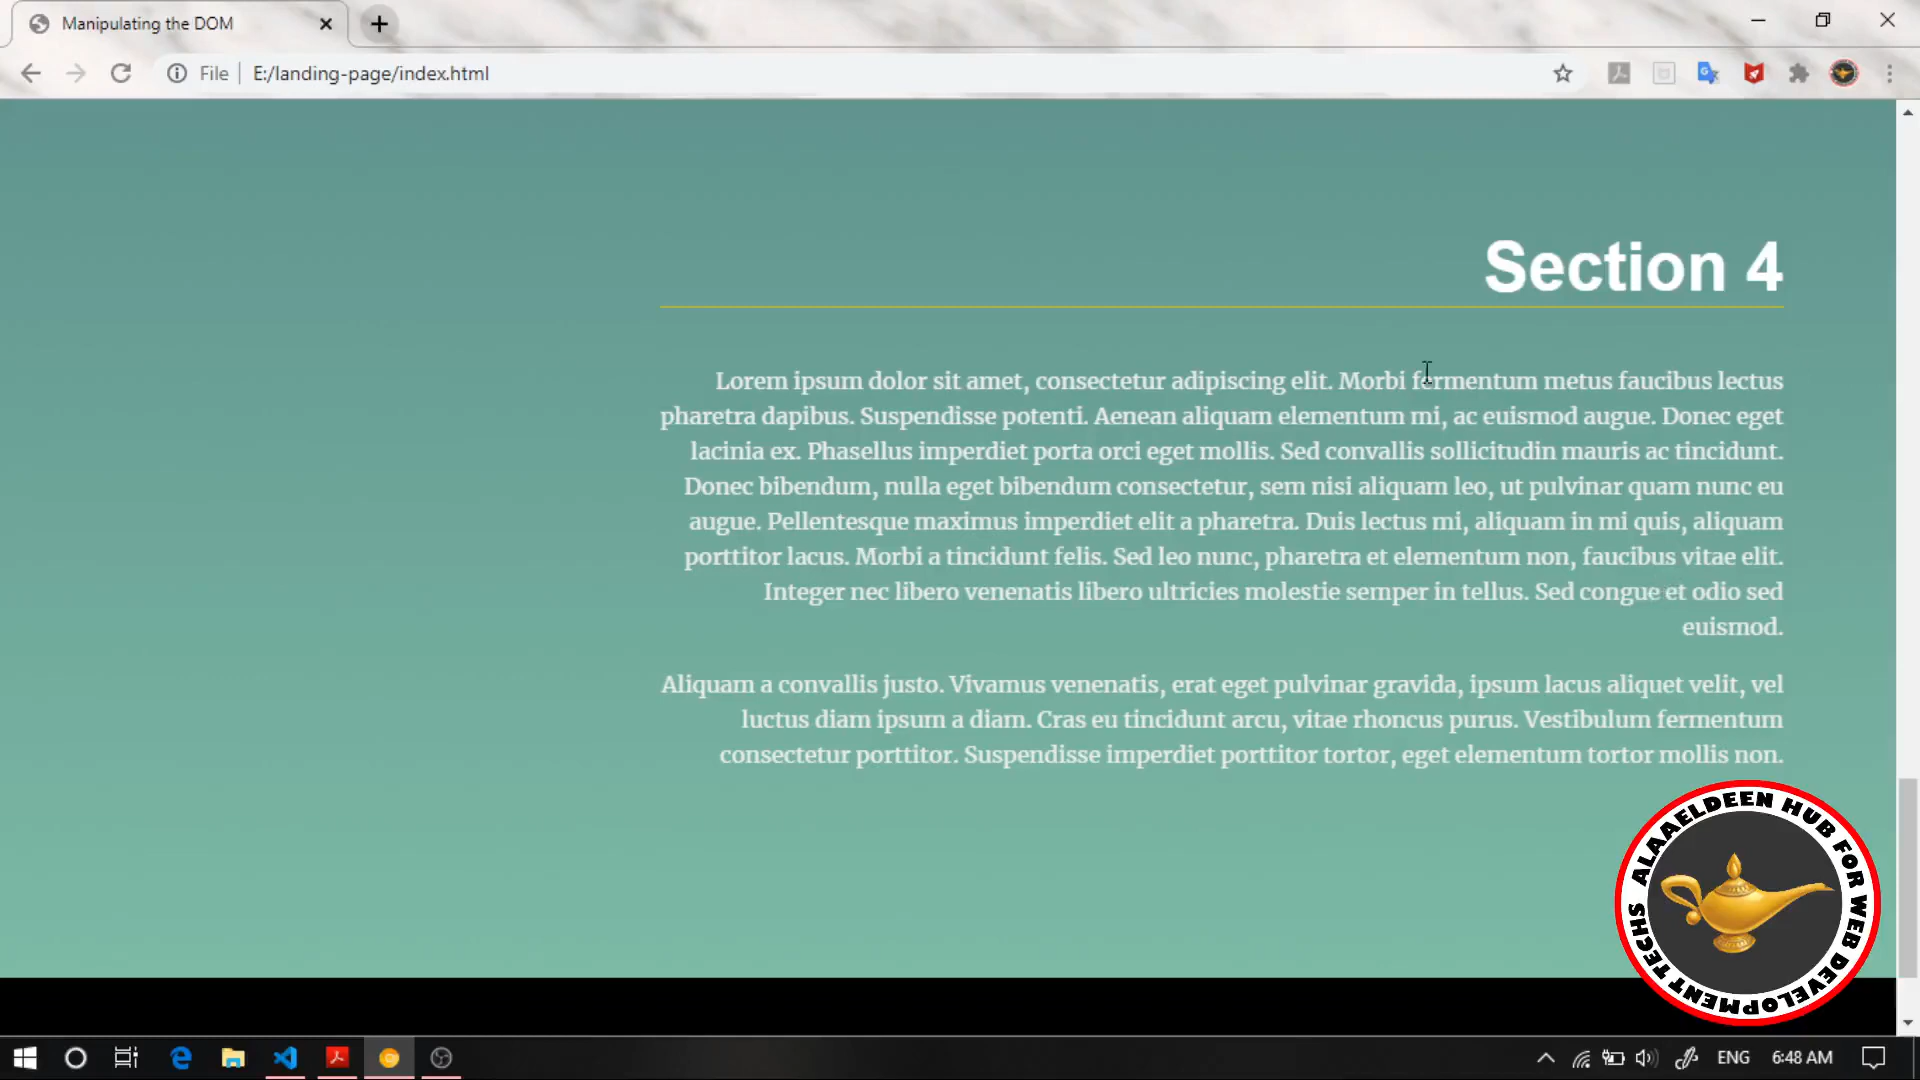 Manipulating the DOM
File
E:/landing-page/index.html
Section 4
Lorem ipsum dolor sit amet, consectetur adipiscing elit. Morbi fermentum metus faucibus lectus
pharetra dapibus. Suspendisse potenti. Aenean aliquam elementum mi, ac euismod augue. Donec eget
lacinia ex. Phasellus imperdiet porta orci eget mollis. Sed convallis sollicitudin mauris ac tincidunt.
Donec bibendum, nulla eget bibendum consectetur, sem nisi aliquam leo, ut pulvinar quam nunc eu
augue. Pellentesque maximus imperdiet elit a pharetra. Duis lectus mi, aliquam in mi quis, aliquam
porttitor lacus. Morbi a tincidunt felis. Sed leo nunc, pharetra et elementum non, faucibus vitae elit.
Integer nec libero venenatis libero ultricies molestie semper in tellus. Sed congue et odio sed
euismod.
Aliquam a convallis justo. Vivamus venenatis, erat eget pulvinar gravida, ipsum lacus aliquet velit, vel
luctus diam ipsum a diam. Cras eu tincidunt arcu, vitae rhoncus purus. Vestibulum fermentum
consectetur porttitor. Suspendisse imperdiet porttitor tortor, eget elementum tortor mollis non.
ALAAELDEEN HUB FOR WEB DEVELOPMENT TECHS
ENG
6:48 AM